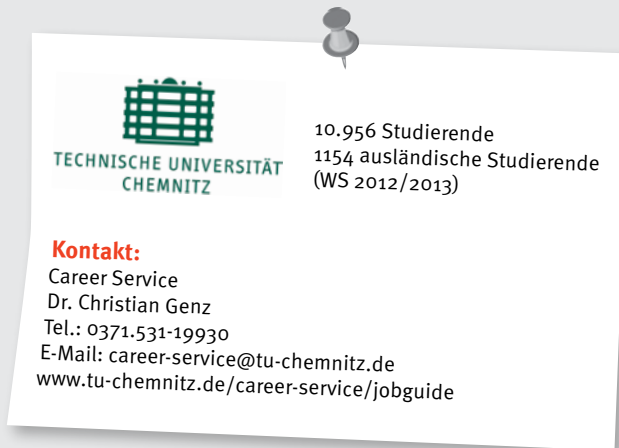 TECHNISCHE UNIVERSITÄT
CHEMNITZ
10.956 Studierende
1154 ausländische Studierende
(WS 2012/2013)
Kontakt:
Career Service
Dr. Christian Genz
Tel.: 0371.531-19930
E-Mail: career-service@tu-chemnitz.de
www.tu-chemnitz.de/career-service/jobguide